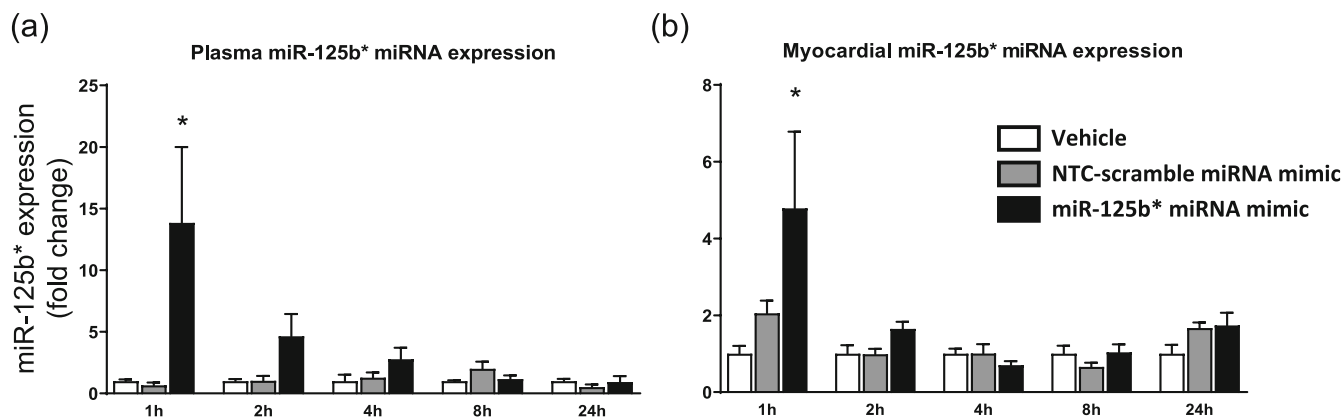 (a)
Plasma miR-125b* miRNA expression
miR-125b* expression
(fold change)
25
20
15
10
5
0
*
1h 2h 4h 8h 24h
(b)
Myocardial miR-125b* miRNA expression
8
6
4
2
0
*
1h 2h 4h 8h 24h
Vehicle
NTC-scramble miRNA mimic
miR-125b* miRNA mimic